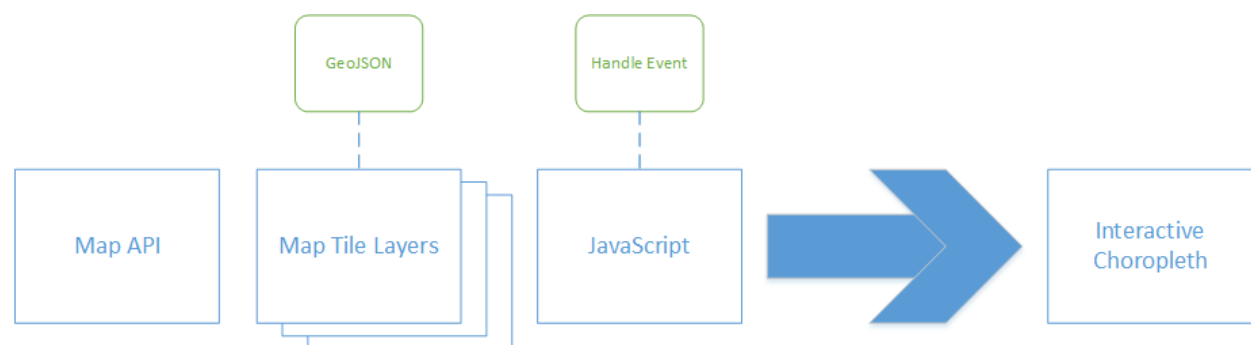 GeoJSON
Handle Event
Map API
Map Tile Layers
JavaScript
Interactive
Choropleth